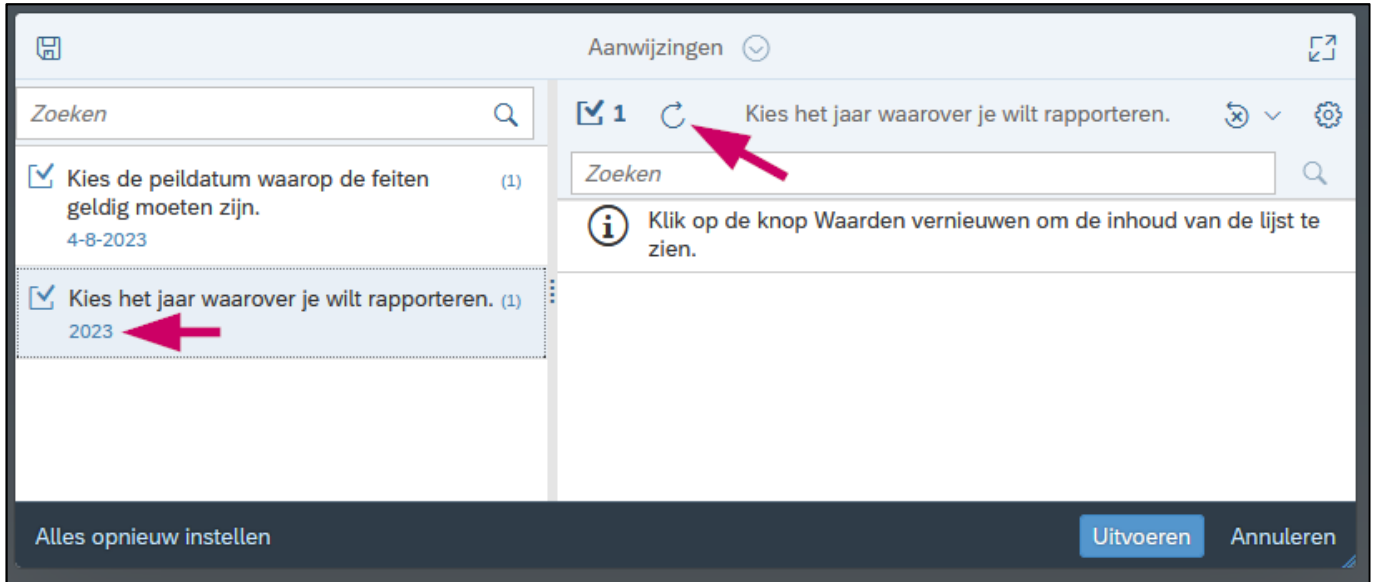 Aanwijzingen
Zoeken
Kies de peildatum waarop de feiten (1)
geldig moeten zijn.
4-8-2023
Kies het jaar waarover je wilt rapporteren. (1)
2023
1 Kies het jaar waarover je wilt rapporteren.
Zoeken
Klik op de knop Waarden vernieuwen om de inhoud van de lijst te
zien.
Alles opnieuw instellen
Uitvoeren Annuleren